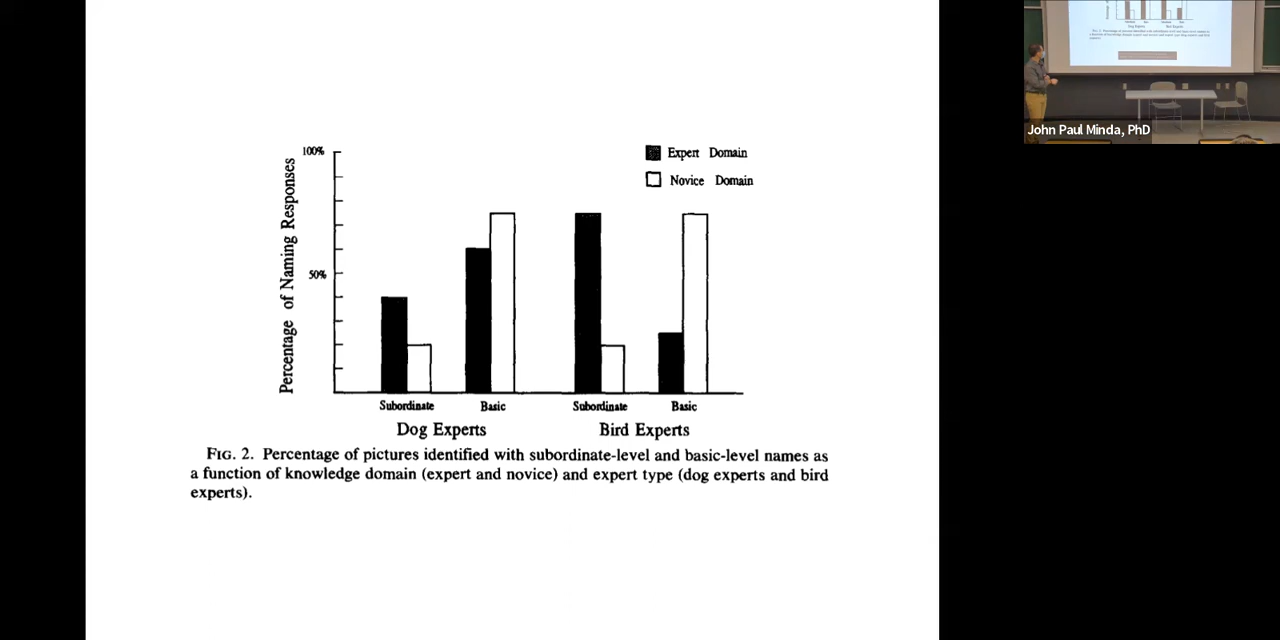 100%
50%
Percentage of Naming Responses
Expert Domain
Novice Domain
Subordinate Basic Subordinate Basic
Dog Experts Bird Experts
FIG. 2. Percentage of pictures identified with subordinate-level and basic-level names as
a function of knowledge domain (expert and novice) and expert type (dog experts and bird
experts).
John Paul Minda, PhD